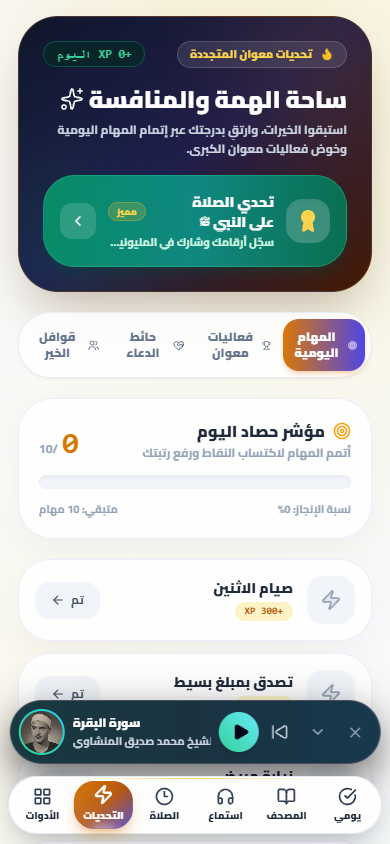 تحديات معوان المتجددة
+0 XP اليوم
ساحة الهمة والمنافسة
استبقوا الخيرات، وارتقِ بدرجتك عبر إتمام المهام اليومية
وخوض فعاليات معوان الكبرى.
تحدي الصلاة
على النبي ﷺ
مميز
سجّل أرقامك وشارك في المليونيـ...
المهام
اليومية
فعاليات
معوان
حائط
الدعاء
قوافل
الخير
مؤشر حصاد اليوم
أتمم المهام لاكتساب النقاط ورفع رتبتك
0 /10
نسبة الإنجاز: 0%
متبقي: 10 مهام
صيام الاثنين
+300 XP
تم
تصدق بمبلغ بسيط
تم
سورة البقرة
لشيخ محمد صديق المنشاوي
يومي
المصحف
استماع
الصلاة
التحديات
الأدوات